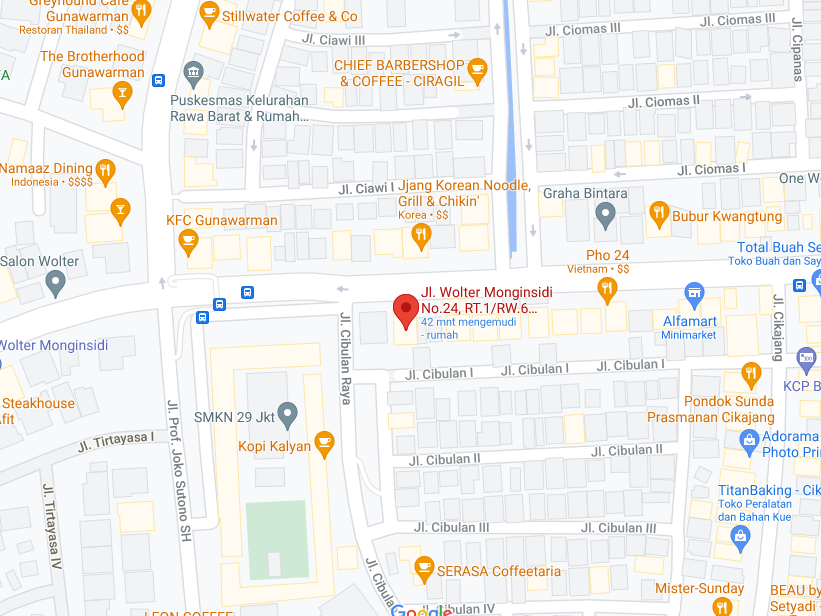 Greyhound Cafe
Gunawarman
Restoran Thailand • $$
Stillwater Coffee & Co
Jl. Ciawi III
Jl. Ciomas III
Jl. Cipanas
The Brotherhood
Gunawarman
CHIEF BARBERSHOP
& COFFEE - CIRAGIL
Puskesmas Kelurahan
Rawa Barat & Rumah...
Jl. Ciomas II
Namaaz Dining
Indonesia • $$$$
Jl. Ciawi I
Jl. Ciomas I
One W
Jjang Korean Noodle,
Grill & Chikin'
Korea • $$
Graha Bintara
Bubur Kwangtung
KFC Gunawarman
Salon Wolter
Pho 24
Vietnam • $$
Total Buah Se
Toko Buah dan Say
Jl. Wolter Monginsidi
No.24, RT.1/RW.6...
42 mnt mengemudi
- rumah
Alfamart
Minimarket
Jl. Cikajang
Wolter Monginsidi
Jl. Cibulan Raya
Jl. Cibulan I
Jl. Cibulan I
Jl. Cibulan I
KCP B
Steakhouse
fit
SMKN 29 Jkt
Kopi Kalyan
Pondok Sunda
Prasmanan Cikajang
Jl. Prof. Joko Sutono SH
Jl. Tirtayasa I
Jl. Cibulan II
Jl. Cibulan II
Adorama
Photo Prin
Jl. Tirtayasa IV
TitanBaking - Cik
Toko Peralatan
dan Bahan Kue
Jl. Cibulan III
Jl. Cibulan III
SERASA Coffeetaria
Mister-Sunday
BEAU by
Setyadi
LEON COFFEE
Google
Jl. Cibulan IV